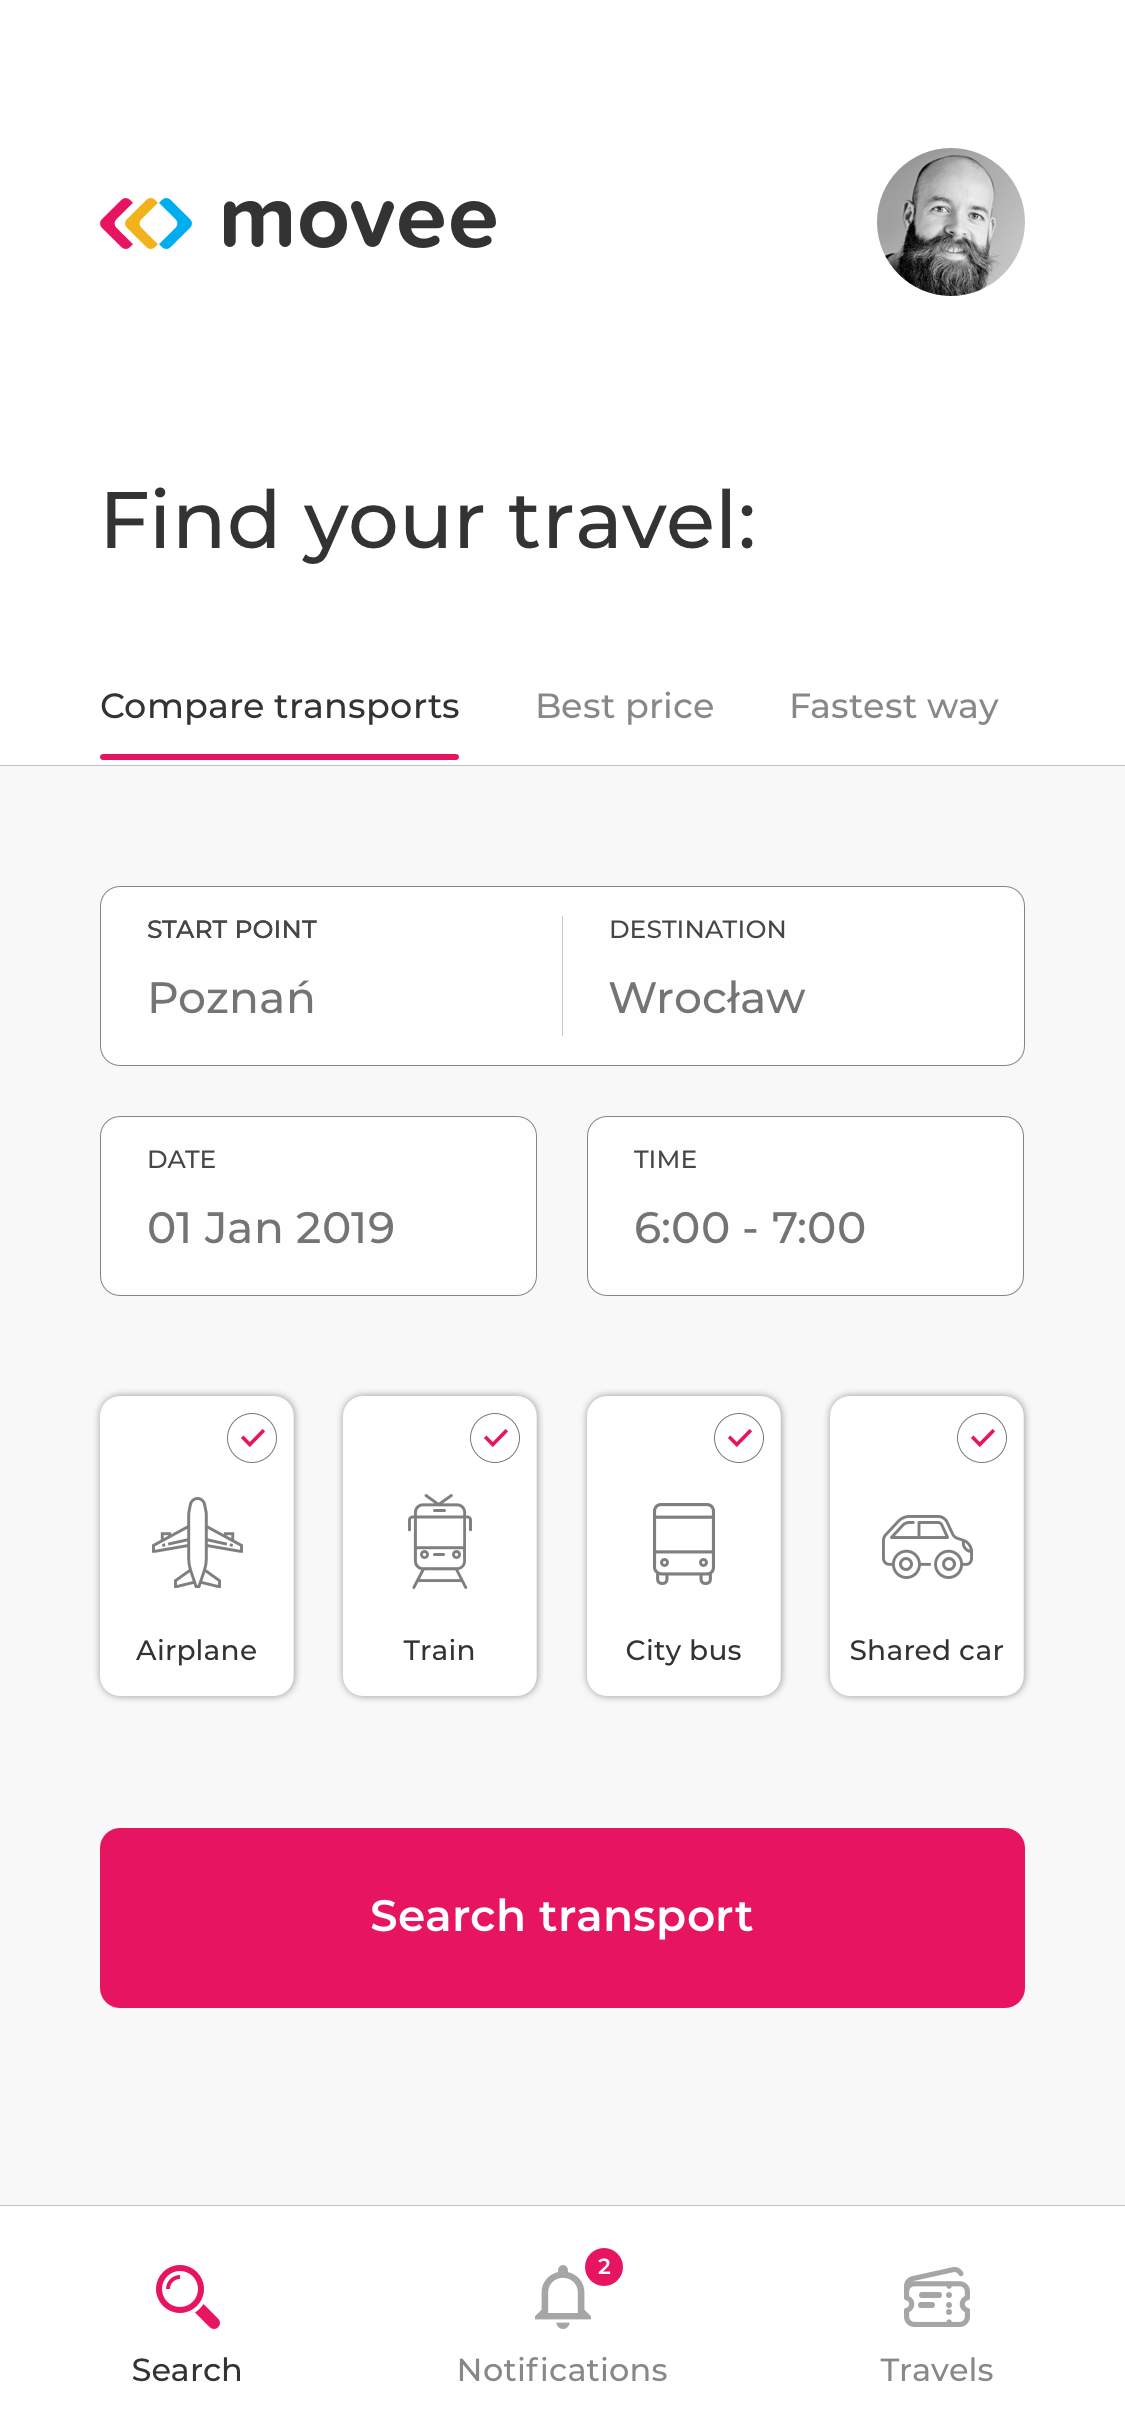 movee
Find your travel:
Compare transports Best price Fastest way
START POINT DESTINATION
Poznań Wrocław
DATE TIME
01 Jan 2019 6:00 - 7:00
Airplane Train City bus Shared car
Search transport
2
Search Notifications Travels